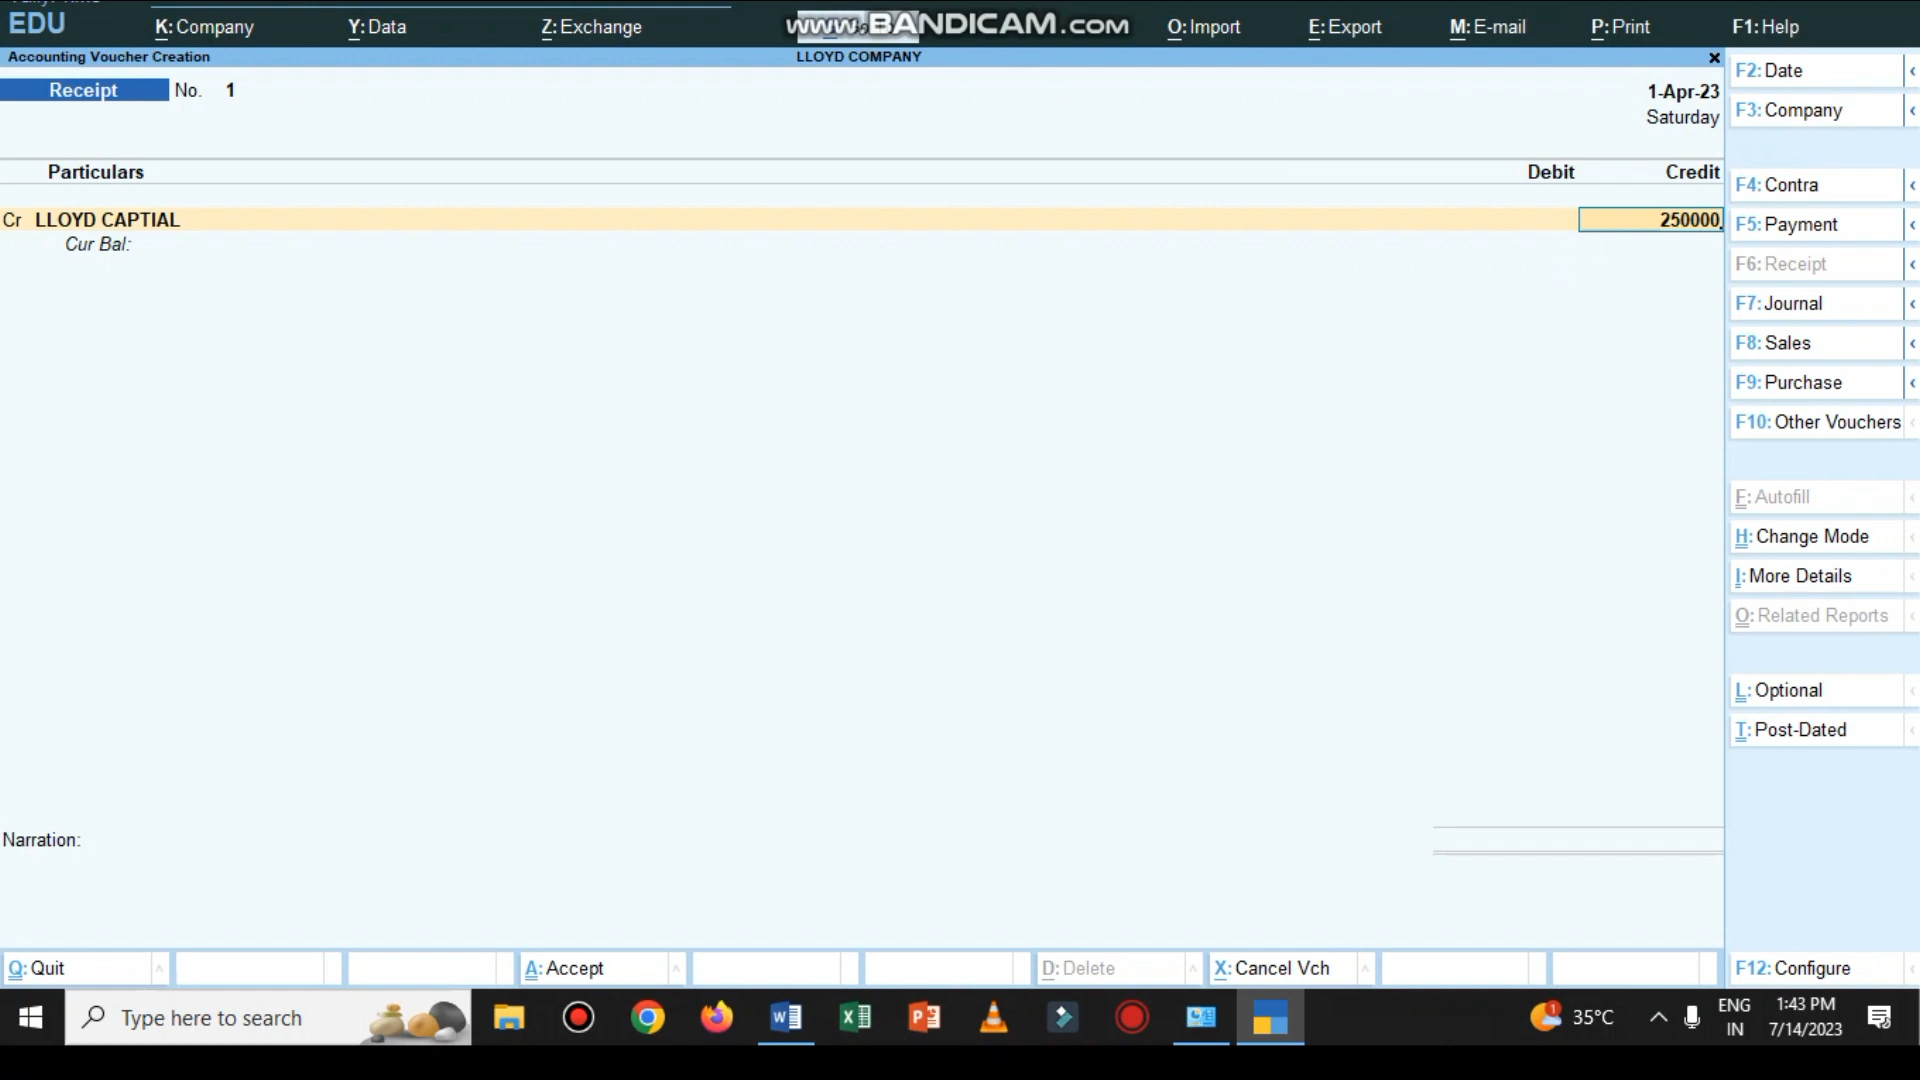 EDU
K: Company
Y: Data
Z: Exchange
www.BANDICAM.com
O: Import
E: Export
M: E-mail
P: Print
F1: Help
Accounting Voucher Creation
LLOYD COMPANY
Receipt No. 1
1-Apr-23
Saturday
Particulars
Debit
Credit
Cr LLOYD CAPTIAL
250000
Cur Bal:
Narration:
F2: Date
F3: Company
F4: Contra
F5: Payment
F6: Receipt
F7: Journal
F8: Sales
F9: Purchase
F10: Other Vouchers
F: Autofill
H: Change Mode
I: More Details
O: Related Reports
L: Optional
T: Post-Dated
Q: Quit
A: Accept
D: Delete
X: Cancel Vch
F12: Configure
Type here to search
1
35°C
ENG
IN
1:43 PM
7/14/2023